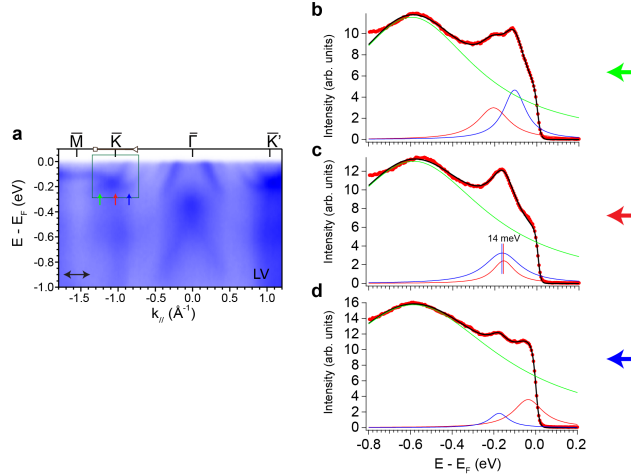 a
M̅ K̅ Γ̅ K̅'
E - E_F (eV)
0.0
-0.2
-0.4
-0.6
-0.8
-1.0
LV
-1.5 -1.0 -0.5 0.0 0.5 1.0
k_// (Å⁻¹)
b
Intensity (arb. units)
10
8
6
4
2
0
c
Intensity (arb. units)
12
10
8
6
4
2
0
14 meV
d
Intensity (arb. units)
16
14
12
10
8
6
4
2
0
-0.8 -0.6 -0.4 -0.2 0.0 0.2
E - E_F (eV)